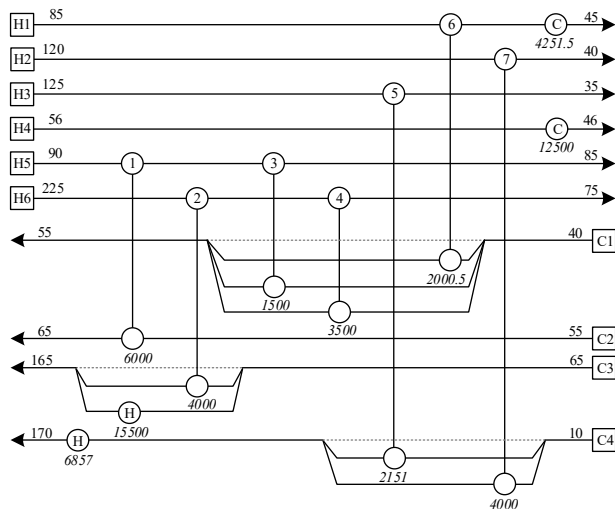 H1 85 6 C 45
4251.5
H2 120 7 40
H3 125 5 35
H4 56 C 46
12500
H5 90 1 3 85
H6 225 2 4 75
55 40 C1
2000.5
1500
3500
65 55 C2
6000
165 65 C3
4000
H
15500
170 H 10 C4
6857
2151
4000